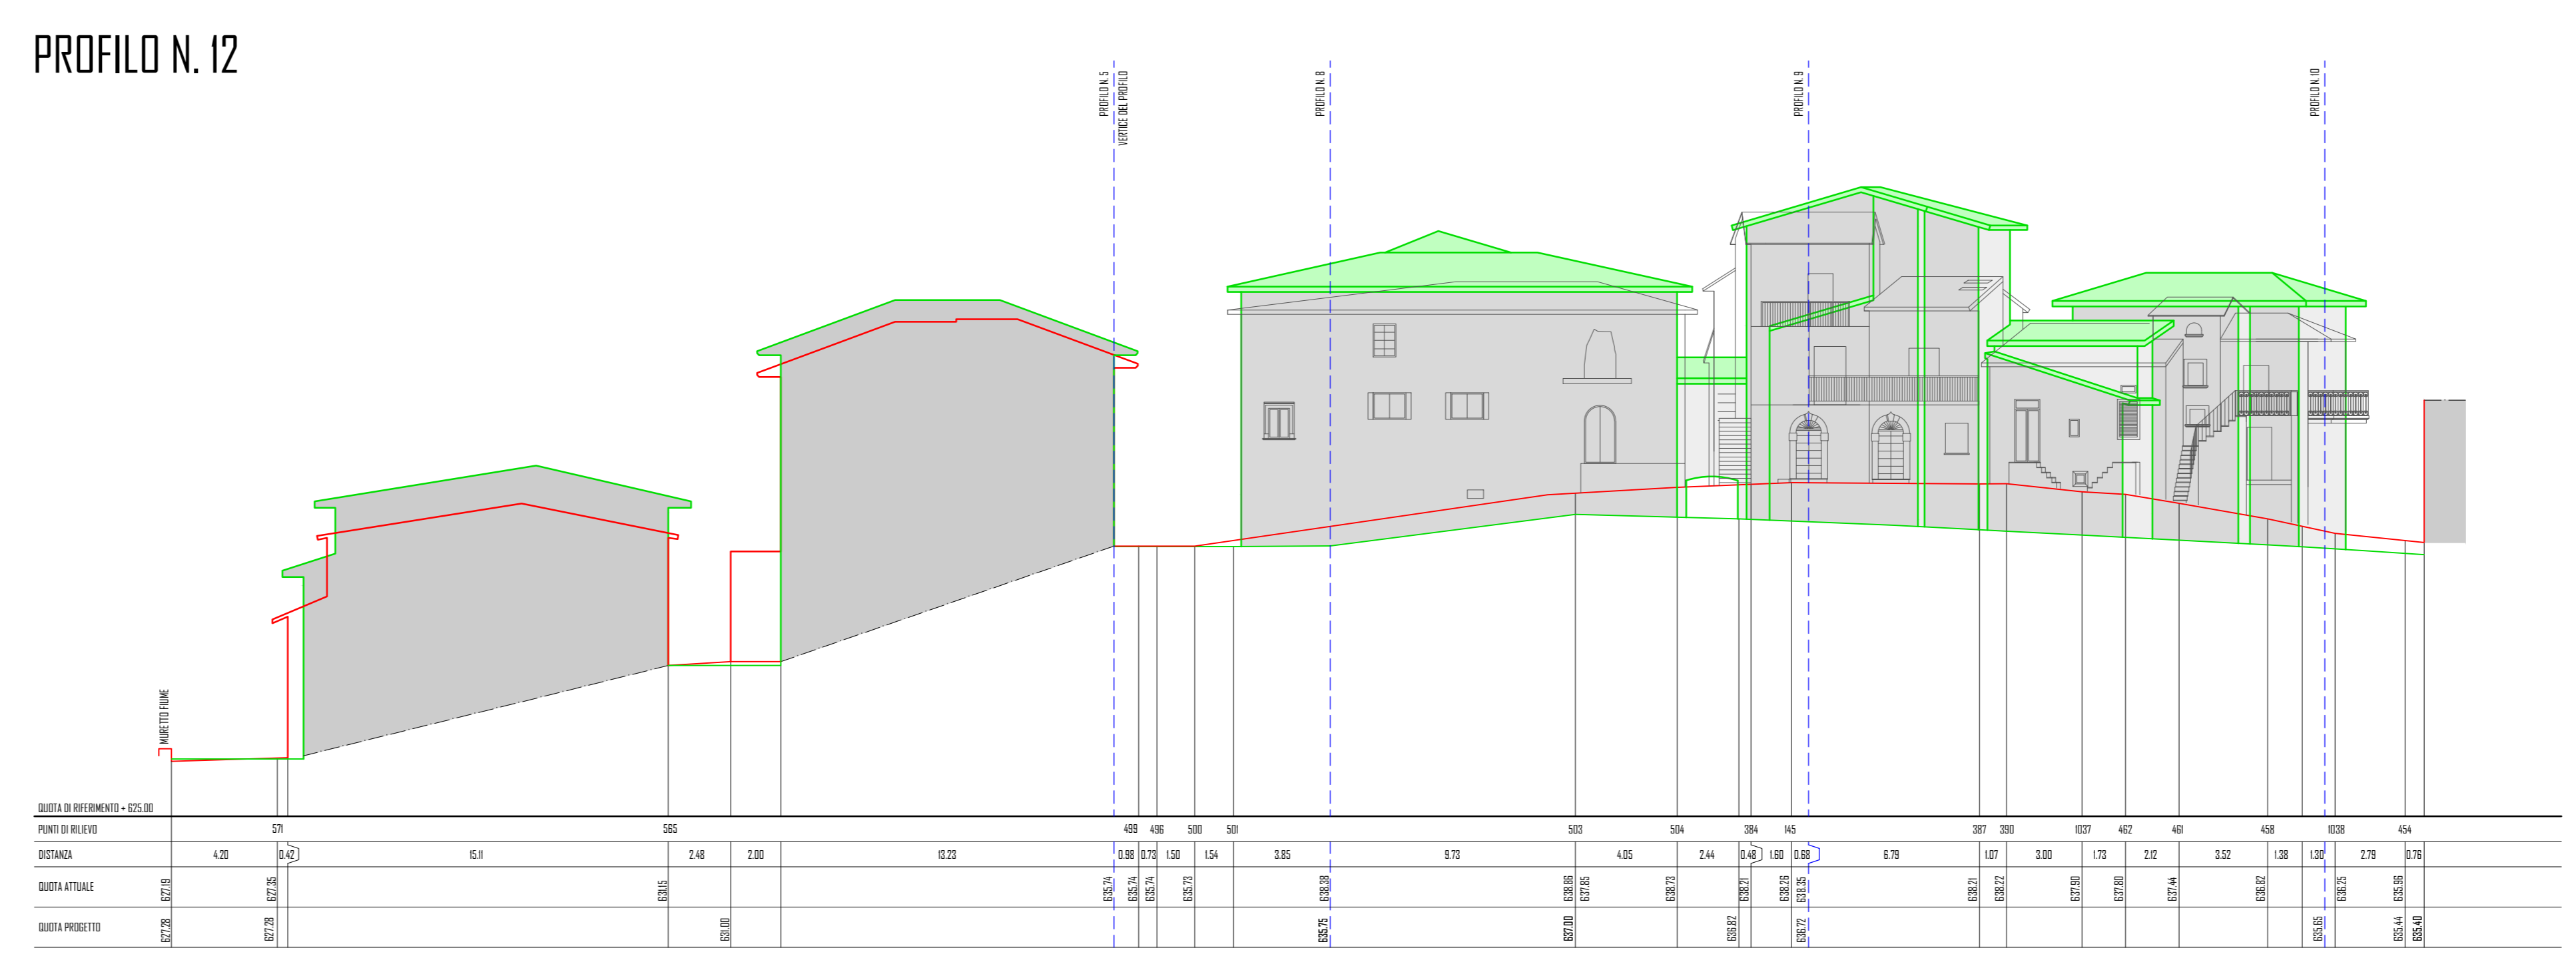 PROFILO N. 12
PROFILO N. 5
VERTICE DEL PROFILO
PROFILO N. 8
PROFILO N. 9
PROFILO N. 10
MURETTO FIUME
QUOTA DI RIFERIMENTO + 625.00
PUNTI DI RILIEVO 571 565 499 496 500 501 503 504 384 145 387 390 1037 462 461 458 1038 454
DISTANZA 4.20 0.42 15.11 2.48 2.00 13.23 0.98 0.73 1.50 1.54 3.85 9.73 4.05 2.44 0.48 1.60 0.68 6.79 1.07 3.00 1.73 2.12 3.52 1.38 1.30 2.79 0.76
QUOTA ATTUALE 627.19 627.35 631.15 635.74 635.74 635.74 635.73 638.38 638.86 637.85 638.73 638.21 638.26 638.35 638.21 638.22 637.90 637.80 637.44 636.82 636.25 635.96
QUOTA PROGETTO 627.28 627.28 631.00 635.75 637.00 636.82 636.72 635.65 635.44 635.40